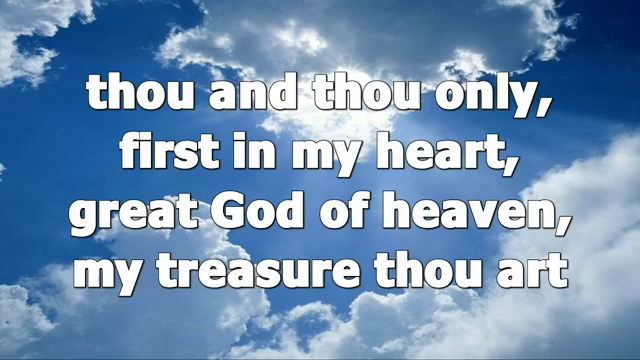 thou and thou only,
first in my heart,
great God of heaven,
my treasure thou art